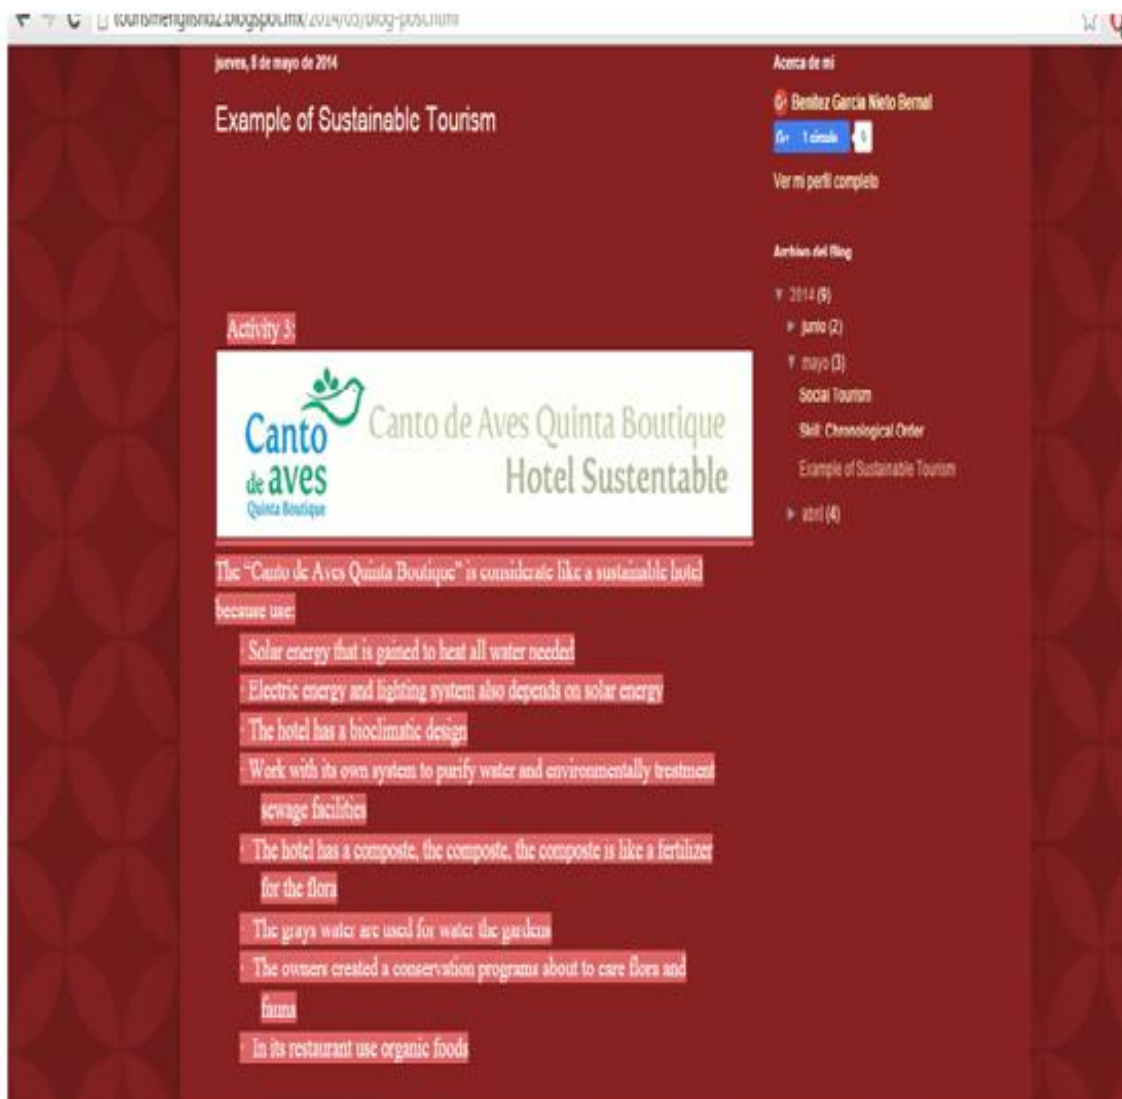 jueves, 8 de mayo de 2014
Example of Sustainable Tourism
Activity 3:
Canto
de aves
Quinta Boutique
Canto de Aves Quinta Boutique
Hotel Sustentable
The “Canto de Aves Quinta Boutique” is considerate like a sustainable hotel
because use:
· Solar energy that is gained to heat all water needed
· Electric energy and lighting system also depends on solar energy
· The hotel has a bioclimatic design
· Work with its own system to purify water and environmentally treatment
sewage facilities
· The hotel has a composte, the composte, the composte is like a fertilizer
for the flora
· The grays water are used for water the gardens
· The owners created a conservation programs about to care flora and
fauna
· In its restaurant use organic foods
Acerca de mí
Benitez Garcia Nieto Bernal
G+ 1 círculo
Ver mi perfil completo
Archivo del Blog
▼ 2014 (9)
► junio (2)
▼ mayo (3)
Social Tourism
Skill: Chronological Order
Example of Sustainable Tourism
► abril (4)